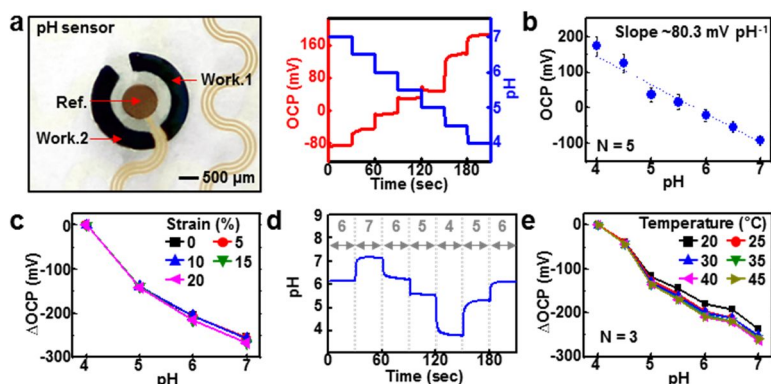 a
pH sensor
Work.1
Ref.
Work.2
500 µm
OCP (mV)
160
80
0
-80
7
6
5
4
pH
0 60 120 180
Time (sec)
b
Slope ~80.3 mV pH-1
OCP (mV)
200
100
0
-100
N = 5
4 5 6 7
pH
c
Strain (%)
0 5
10 15
20
ΔOCP (mV)
0
-100
-200
-300
4 5 6 7
pH
d
6 7 6 5 4 5 6
pH
9
8
7
6
5
4
0 60 120 180
Time (sec)
e
Temperature (°C)
20 25
30 35
40 45
ΔOCP (mV)
0
-100
-200
-300
N = 3
4 5 6 7
pH